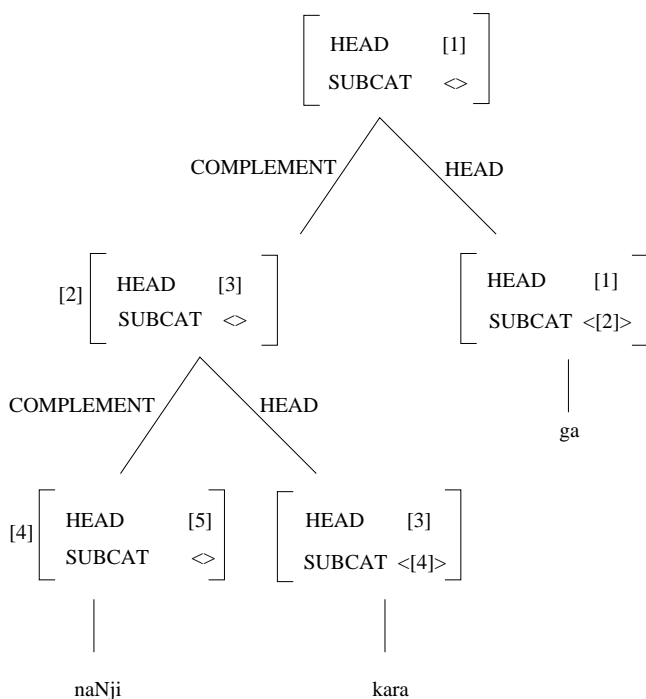 HEAD [1]
SUBCAT <>
COMPLEMENT HEAD
[2] HEAD [3]
SUBCAT <>
HEAD [1]
SUBCAT <[2]>
COMPLEMENT HEAD
ga
[4] HEAD [5]
SUBCAT <>
HEAD [3]
SUBCAT <[4]>
naNji kara